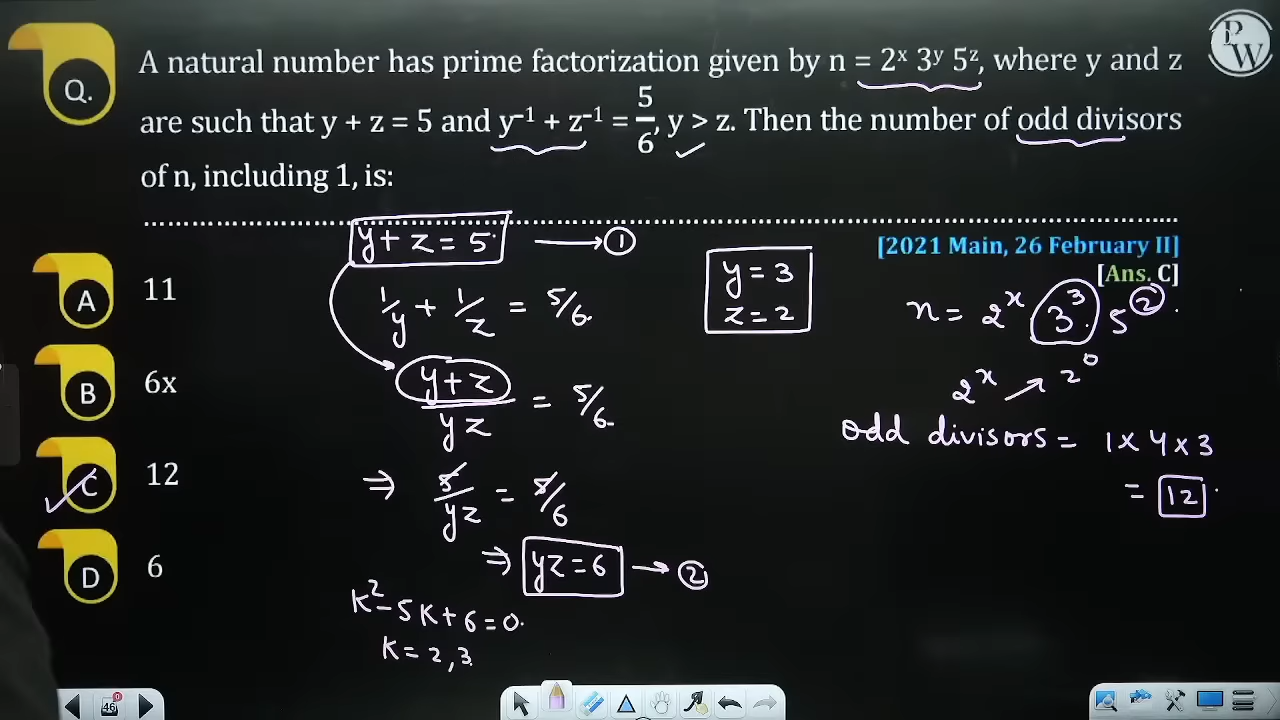 PW
Q.
A natural number has prime factorization given by n = 2ˣ 3ʸ 5ᶻ, where y and z
are such that y + z = 5 and y⁻¹ + z⁻¹ = 5/6, y > z. Then the number of odd divisors
of n, including 1, is:
[2021 Main, 26 February II]
[Ans. C]
A 11
B 6x
C 12
D 6
y + z = 5 ⟶ ①
1/y + 1/z = 5/6
(y + z)/yz = 5/6
⇒ 5/yz = 5/6
⇒ yz = 6 ⟶ ②
K² - 5K + 6 = 0
K = 2, 3
y = 3
z = 2
n = 2ˣ 3³ 5²
2ˣ ↗ 2⁰
odd divisors = 1 x 4 x 3
= 12
46
0